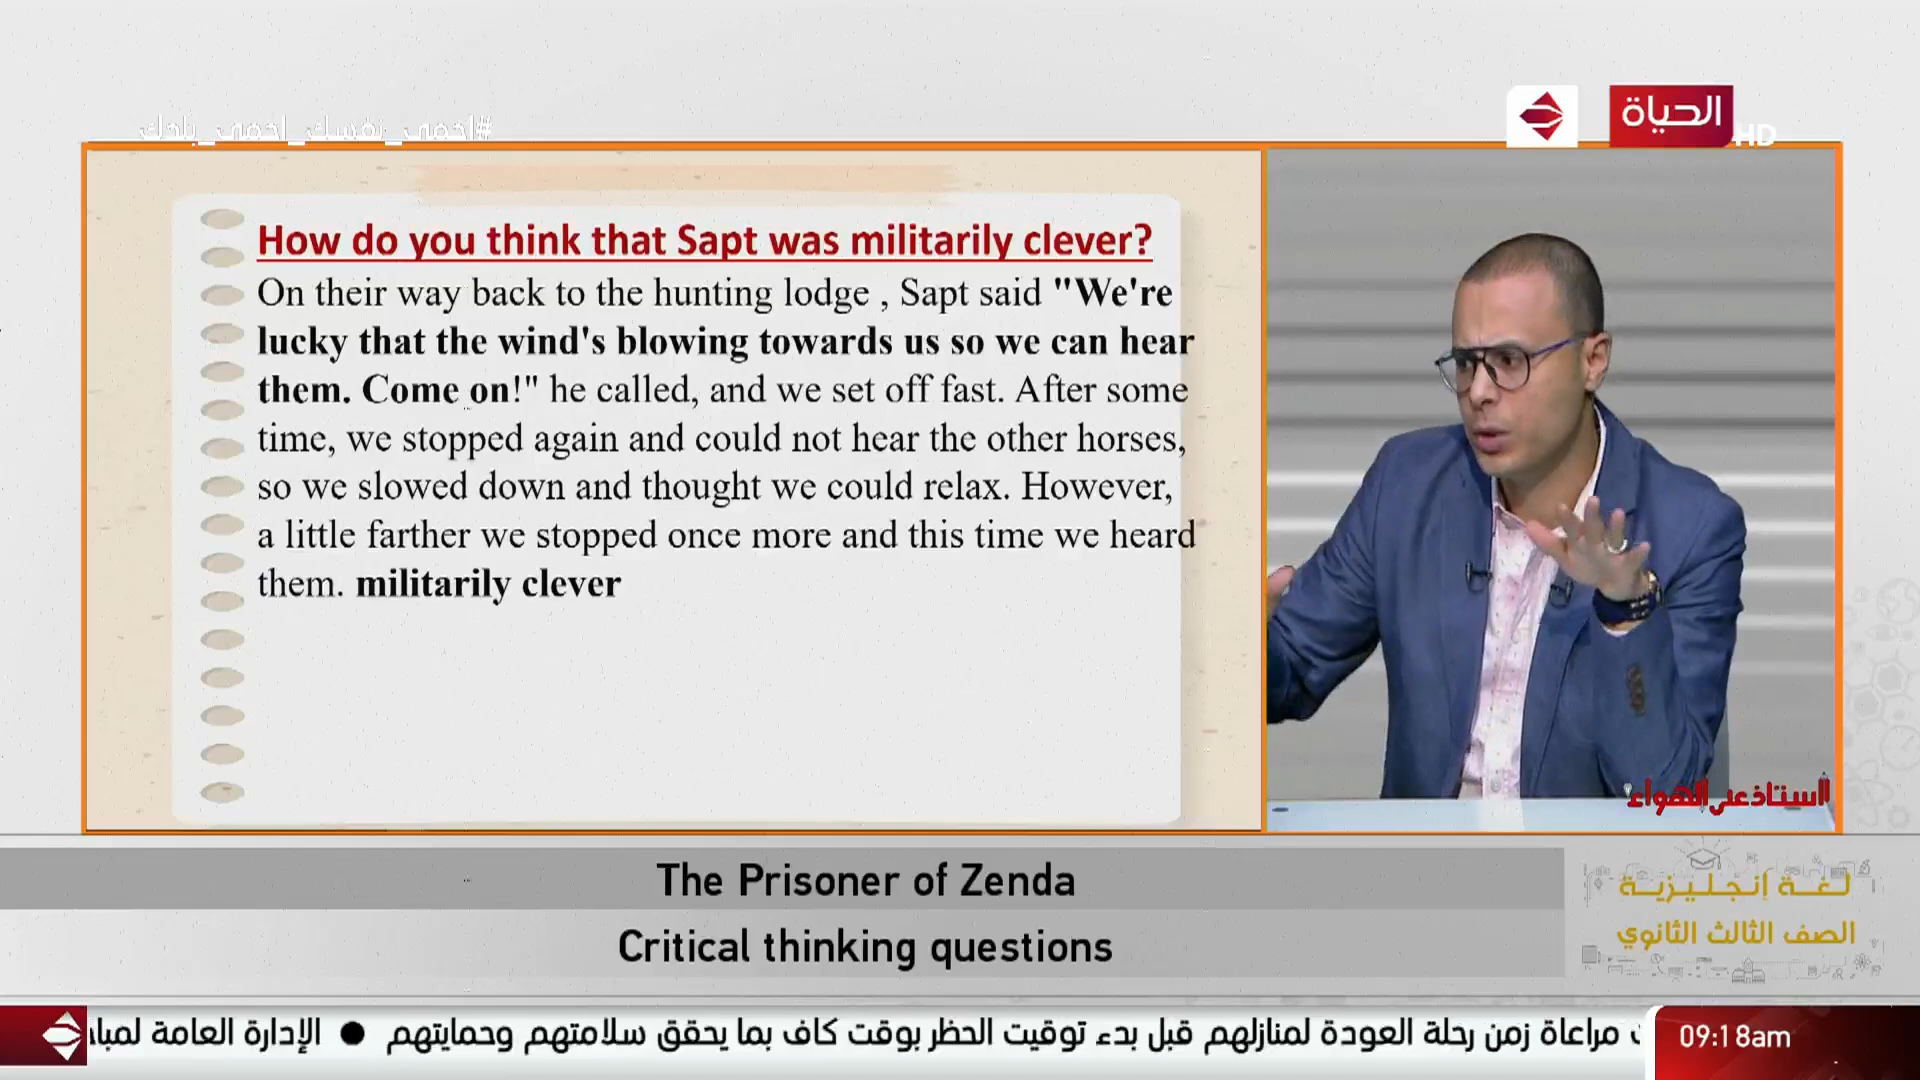 #احمي_نفسك_احمي_بلدك
الحياة
HD
How do you think that Sapt was militarily clever?
On their way back to the hunting lodge , Sapt said "We're
lucky that the wind's blowing towards us so we can hear
them. Come on!" he called, and we set off fast. After some
time, we stopped again and could not hear the other horses,
so we slowed down and thought we could relax. However,
a little farther we stopped once more and this time we heard
them. militarily clever
أستاذ على الهواء
The Prisoner of Zenda
Critical thinking questions
لغة إنجليزية
الصف الثالث الثانوي
مراعاة زمن رحلة العودة لمنازلهم قبل بدء توقيت الحظر بوقت كاف بما يحقق سلامتهم وحمايتهم ● الإدارة العامة
09:18am